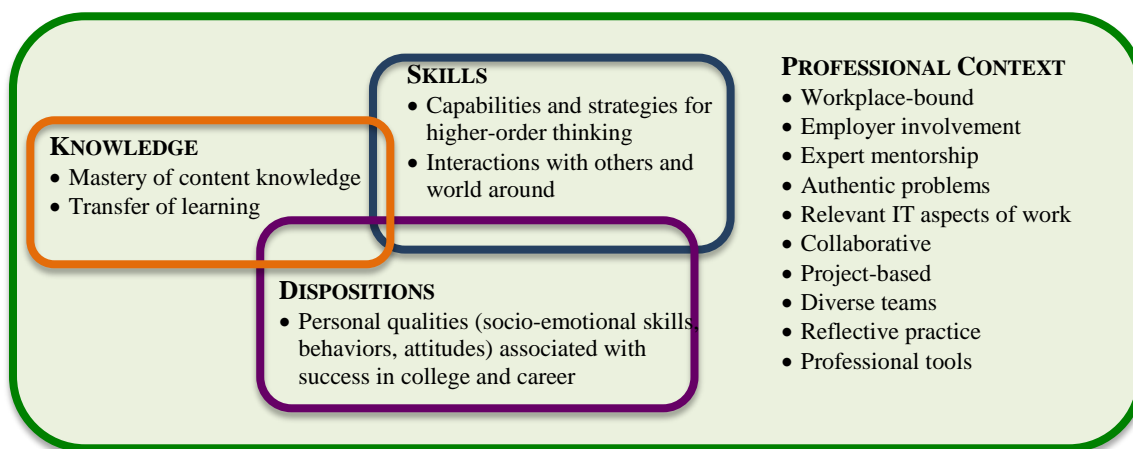 KNOWLEDGE
• Mastery of content knowledge
• Transfer of learning
SKILLS
• Capabilities and strategies for
higher-order thinking
• Interactions with others and
world around
DISPOSITIONS
• Personal qualities (socio-emotional skills,
behaviors, attitudes) associated with
success in college and career
PROFESSIONAL CONTEXT
• Workplace-bound
• Employer involvement
• Expert mentorship
• Authentic problems
• Relevant IT aspects of work
• Collaborative
• Project-based
• Diverse teams
• Reflective practice
• Professional tools